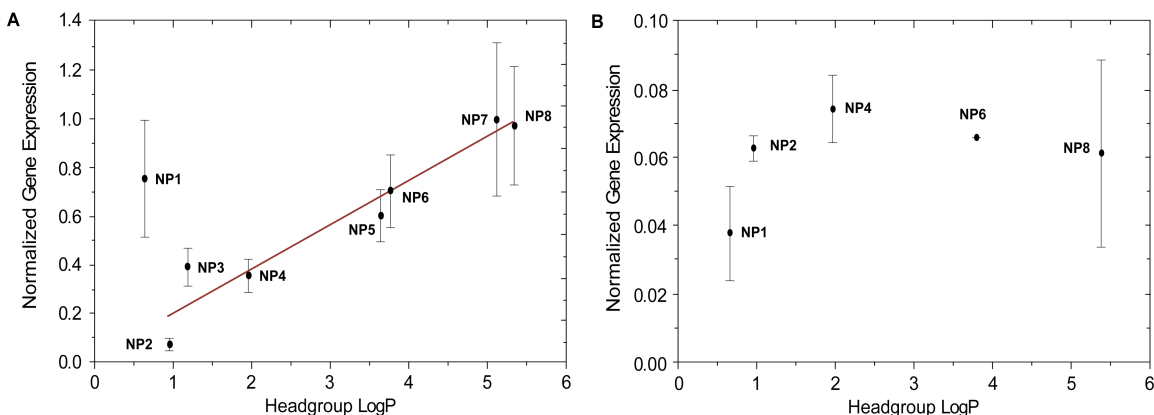 A
Normalized Gene Expression
1.4
1.2
1.0
0.8
0.6
0.4
0.2
0.0
NP1
NP2
NP3
NP4
NP5
NP6
NP7
NP8
0 1 2 3 4 5 6
Headgroup LogP
B
Normalized Gene Expression
0.10
0.08
0.06
0.04
0.02
0.00
NP1
NP2
NP4
NP6
NP8
0 1 2 3 4 5 6
Headgroup LogP